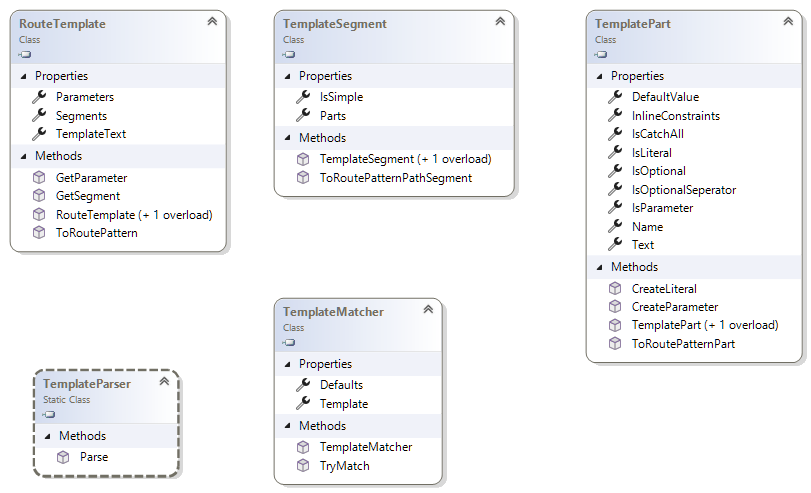 RouteTemplate
Class
Properties
Parameters
Segments
TemplateText
Methods
GetParameter
GetSegment
RouteTemplate (+ 1 overload)
ToRoutePattern
TemplateSegment
Class
Properties
IsSimple
Parts
Methods
TemplateSegment (+ 1 overload)
ToRoutePatternPathSegment
TemplatePart
Class
Properties
DefaultValue
InlineConstraints
IsCatchAll
IsLiteral
IsOptional
IsOptionalSeperator
IsParameter
Name
Text
Methods
CreateLiteral
CreateParameter
TemplatePart (+ 1 overload)
ToRoutePatternPart
TemplateParser
Static Class
Methods
Parse
TemplateMatcher
Class
Properties
Defaults
Template
Methods
TemplateMatcher
TryMatch